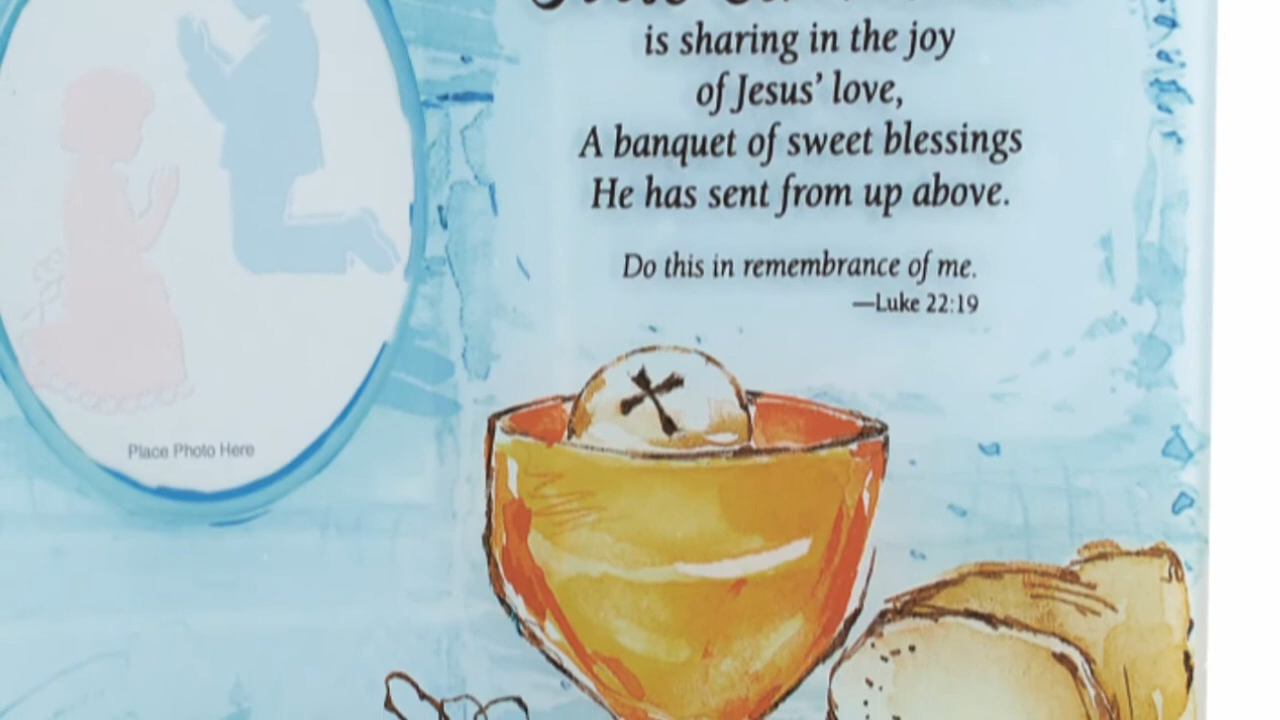 is sharing in the joy
of Jesus' love,
A banquet of sweet blessings
He has sent from up above.
Do this in remembrance of me.
—Luke 22:19
Place Photo Here